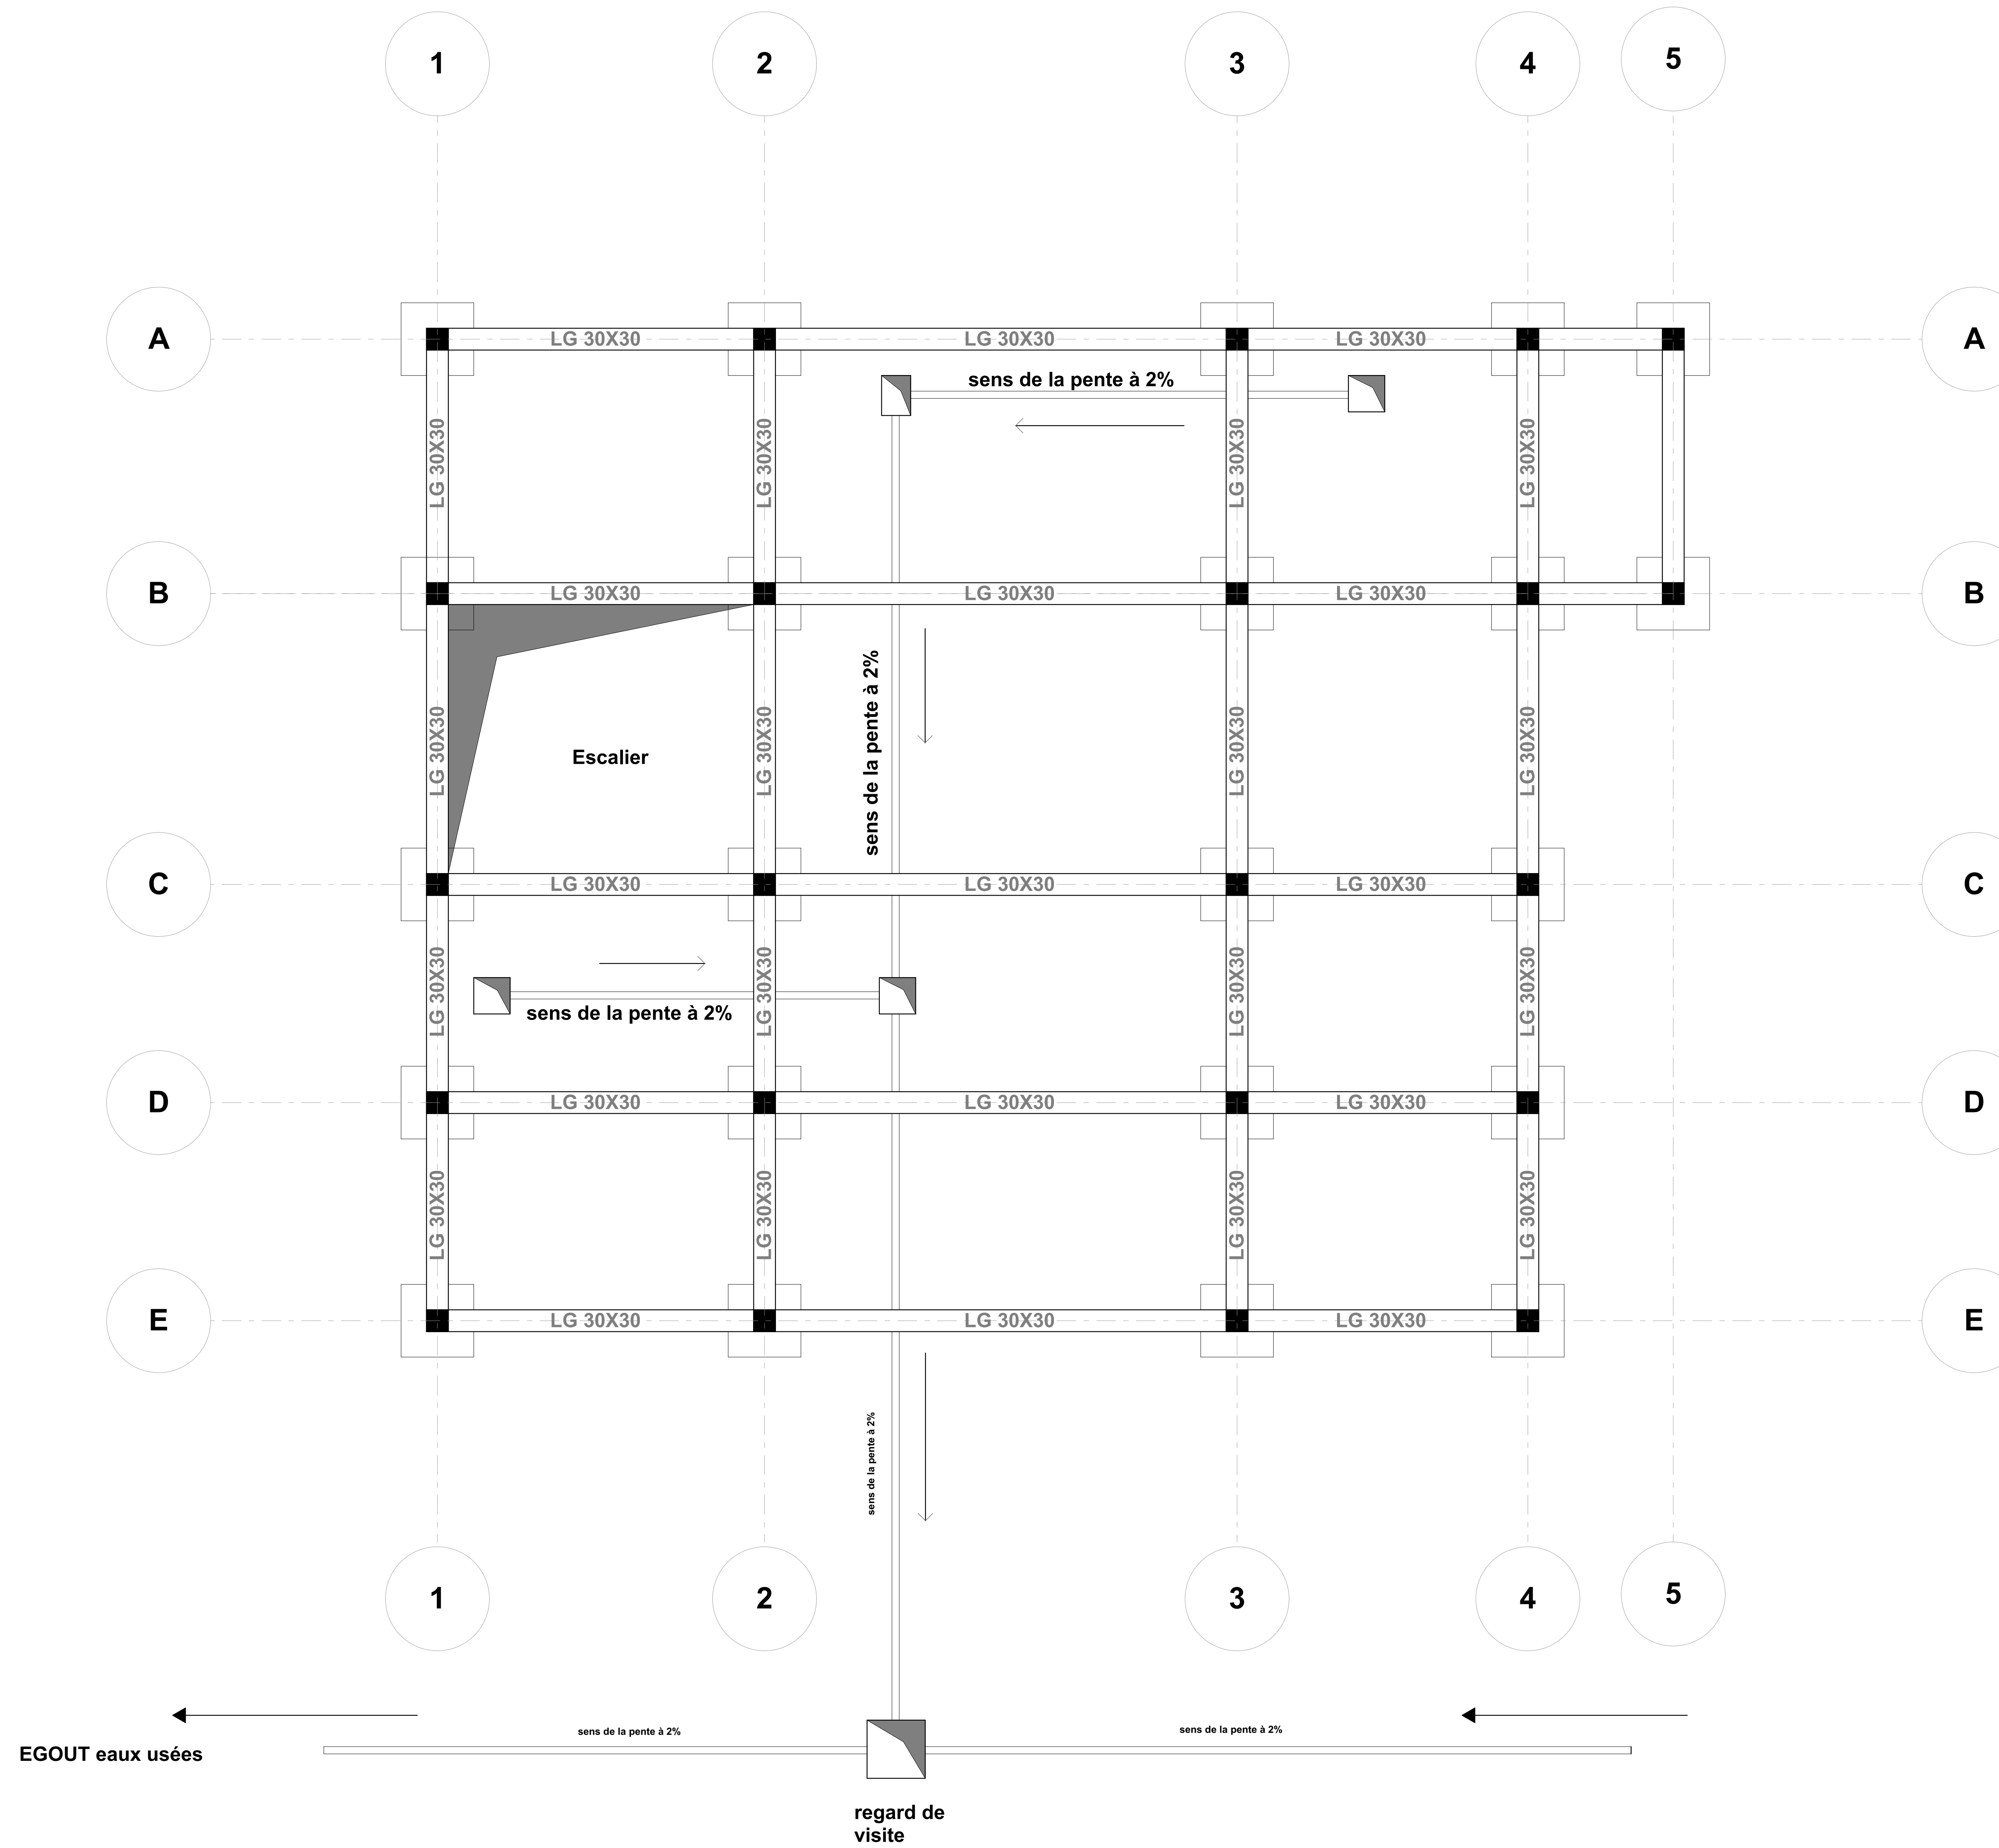 1 2 3 4 5
A LG 30X30 LG 30X30 LG 30X30 A
sens de la pente à 2%
LG 30X30 LG 30X30 LG 30X30 LG 30X30
B LG 30X30 LG 30X30 LG 30X30 B
LG 30X30 LG 30X30 LG 30X30 LG 30X30
sens de la pente à 2%
Escalier
C LG 30X30 LG 30X30 LG 30X30 C
LG 30X30 LG 30X30 LG 30X30 LG 30X30
sens de la pente à 2%
D LG 30X30 LG 30X30 LG 30X30 D
LG 30X30 LG 30X30 LG 30X30 LG 30X30
E LG 30X30 LG 30X30 LG 30X30 E
sens de la pente à 2%
1 2 3 4 5
sens de la pente à 2% sens de la pente à 2%
EGOUT eaux usées
regard de
visite